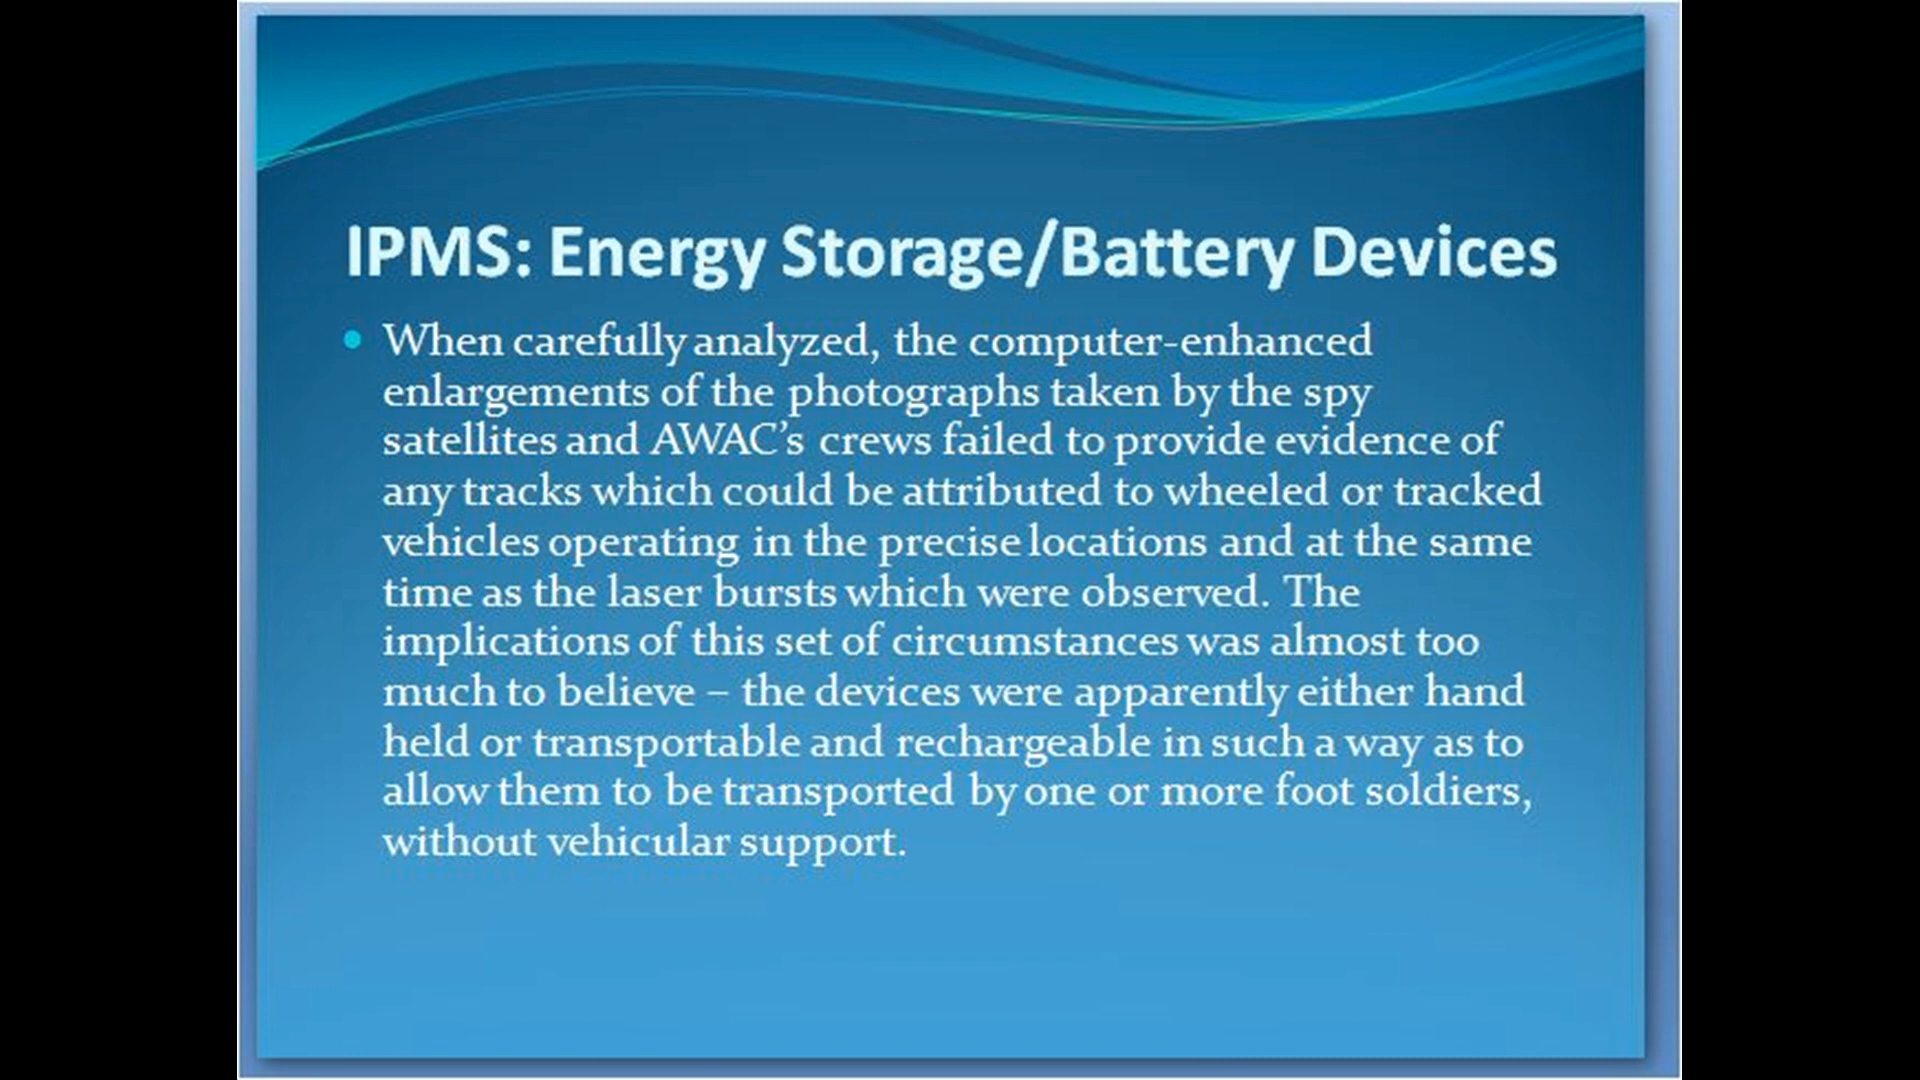 IPMS: Energy Storage/Battery Devices
• When carefully analyzed, the computer-enhanced
enlargements of the photographs taken by the spy
satellites and AWAC’s crews failed to provide evidence of
any tracks which could be attributed to wheeled or tracked
vehicles operating in the precise locations and at the same
time as the laser bursts which were observed. The
implications of this set of circumstances was almost too
much to believe – the devices were apparently either hand
held or transportable and rechargeable in such a way as to
allow them to be transported by one or more foot soldiers,
without vehicular support.